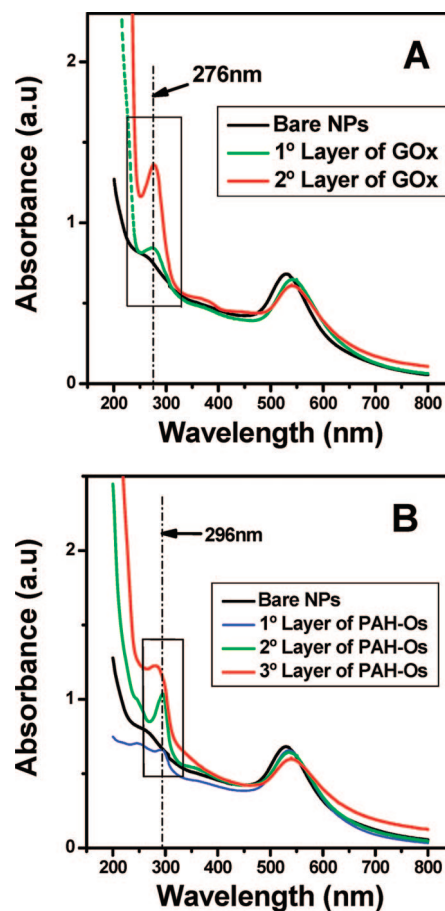 A
276nm
Bare NPs
1º Layer of GOx
2º Layer of GOx
Absorbance (a.u)
2
1
0
200 300 400 500 600 700 800
Wavelength (nm)
B
296nm
Bare NPs
1º Layer of PAH-Os
2º Layer of PAH-Os
3º Layer of PAH-Os
Absorbance (a.u)
2
1
0
200 300 400 500 600 700 800
Wavelength (nm)